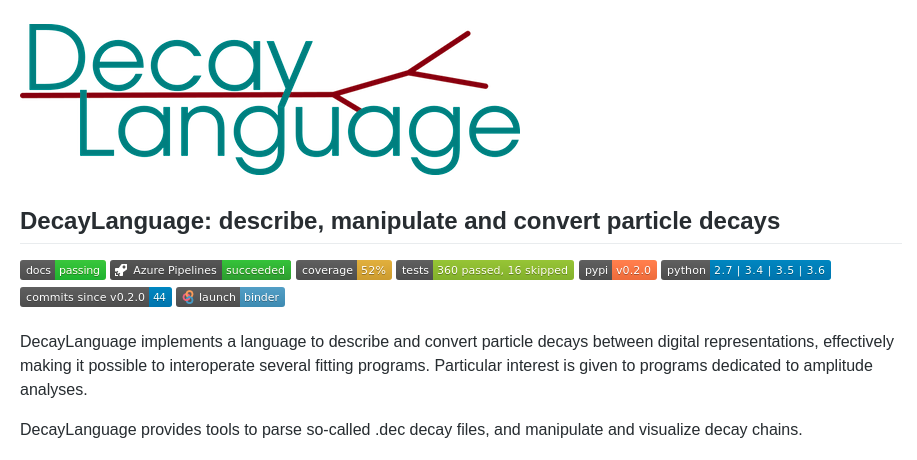 Decay
Language
DecayLanguage: describe, manipulate and convert particle decays
docs passing Azure Pipelines succeeded coverage 52% tests 360 passed, 16 skipped pypi v0.2.0 python 2.7 | 3.4 | 3.5 | 3.6
commits since v0.2.0 44 launch binder
DecayLanguage implements a language to describe and convert particle decays between digital representations, effectively
making it possible to interoperate several fitting programs. Particular interest is given to programs dedicated to amplitude
analyses.
DecayLanguage provides tools to parse so-called .dec decay files, and manipulate and visualize decay chains.